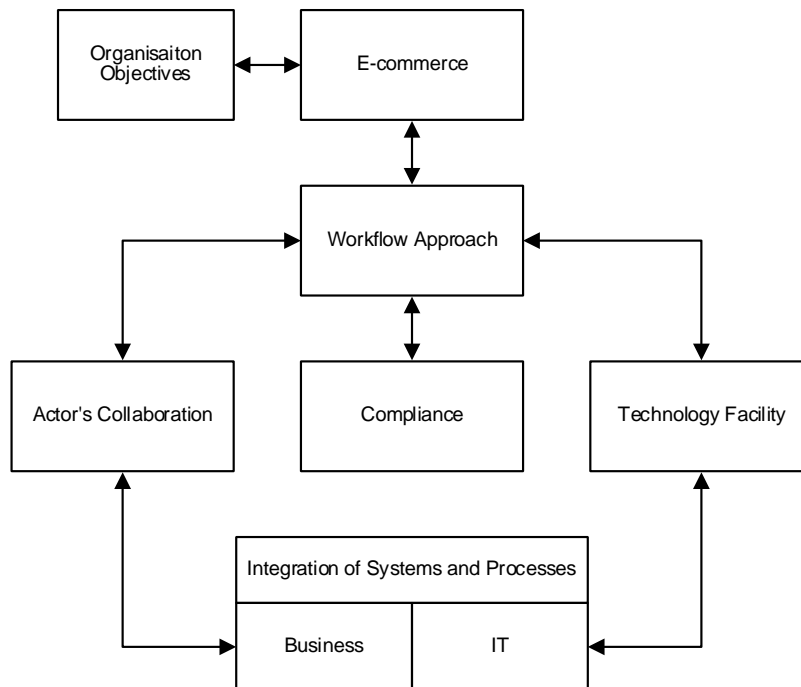 Organisaiton
Objectives
E-commerce
Workflow Approach
Actor's Collaboration
Compliance
Technology Facility
Integration of Systems and Processes
Business
IT